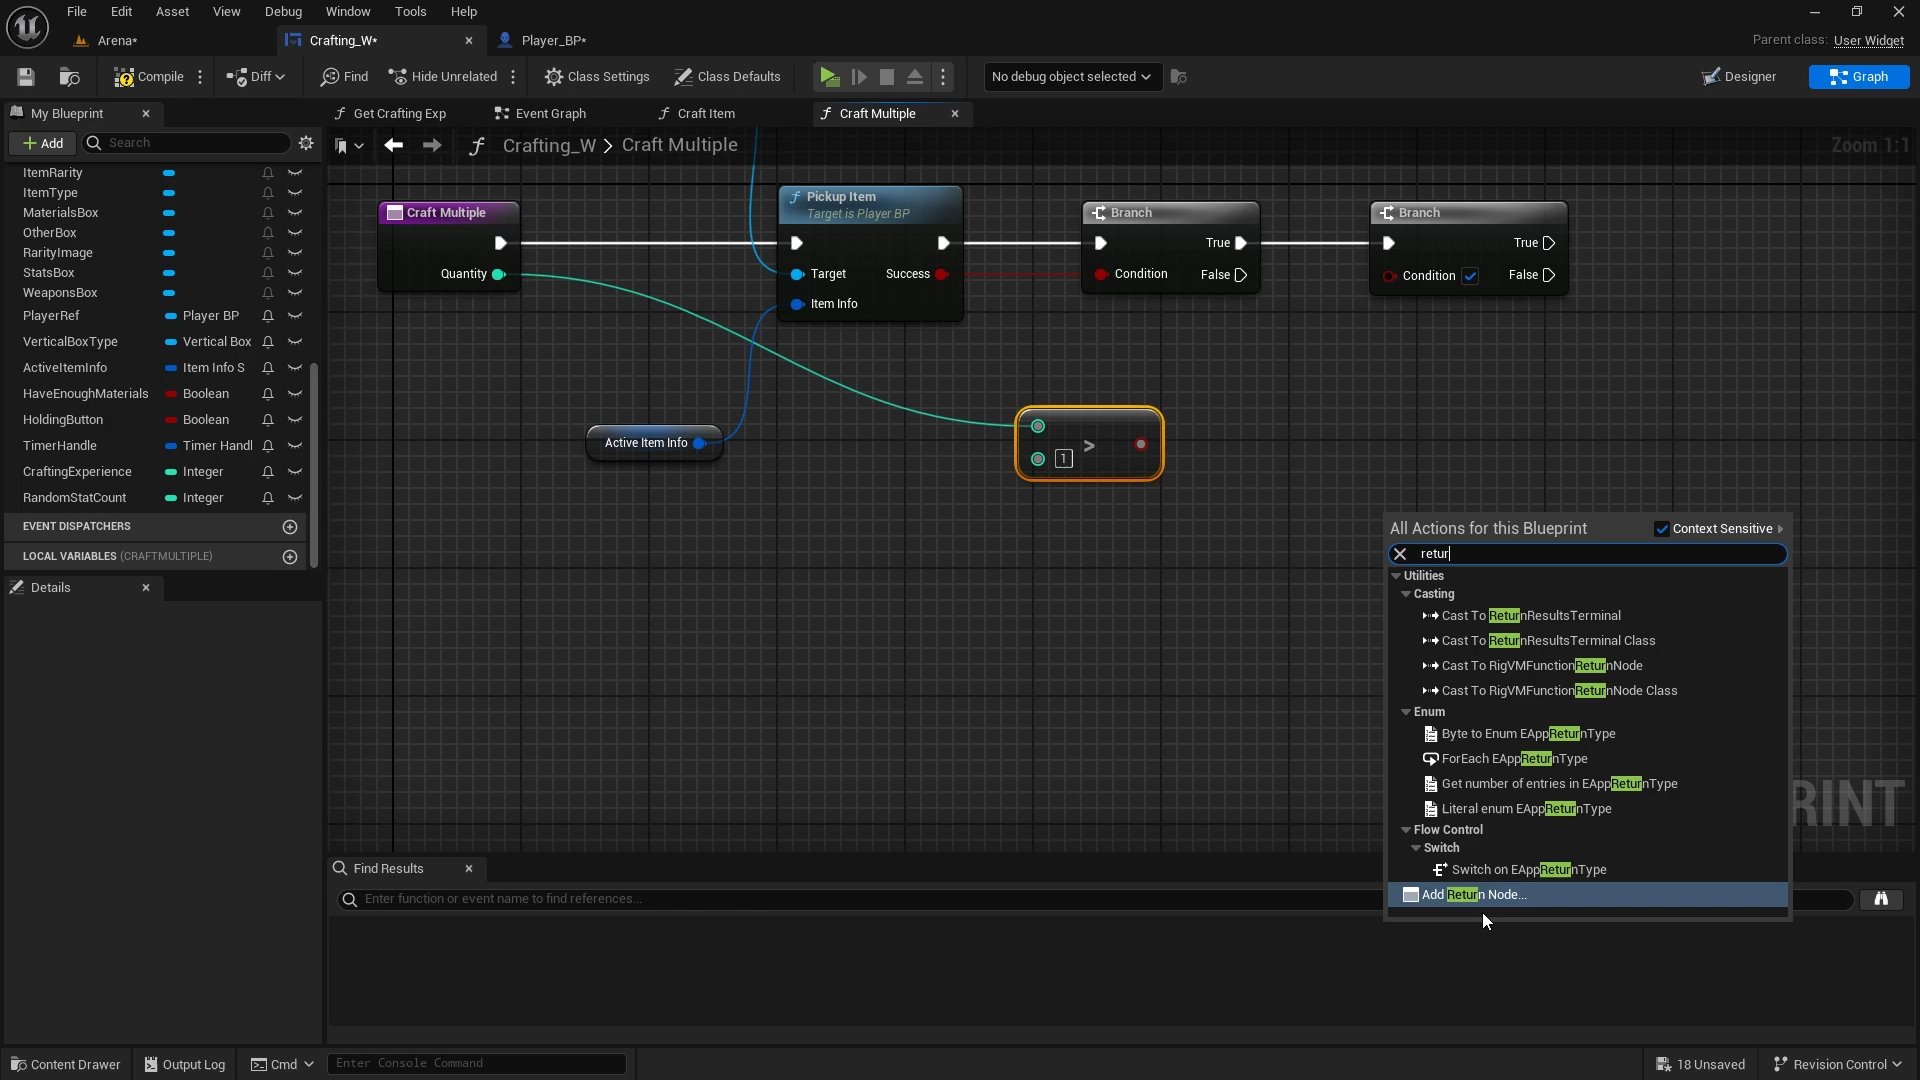 File Edit Asset View Debug Window Tools Help
Arena*
Crafting_W*
Player_BP*
Parent class: User Widget
Compile
Diff
Find
Hide Unrelated
Class Settings
Class Defaults
No debug object selected
Designer
Graph
My Blueprint
Get Crafting Exp
Event Graph
Craft Item
Craft Multiple
Add
Search
Crafting_W > Craft Multiple
Zoom 1:1
ItemRarity
ItemType
MaterialsBox
OtherBox
RarityImage
StatsBox
WeaponsBox
PlayerRef Player BP
VerticalBoxType Vertical Box
ActiveItemInfo Item Info S
HaveEnoughMaterials Boolean
HoldingButton Boolean
TimerHandle Timer Handl
CraftingExperience Integer
RandomStatCount Integer
EVENT DISPATCHERS
LOCAL VARIABLES (CRAFTMULTIPLE)
Details
Craft Multiple
Quantity
Pickup Item
Target is Player BP
Target Success
Item Info
Branch
True
Condition False
Branch
True
Condition False
Active Item Info
1 >
All Actions for this Blueprint
Context Sensitive
retur
Utilities
Casting
Cast To ReturnResultsTerminal
Cast To ReturnResultsTerminal Class
Cast To RigVMFunctionReturnNode
Cast To RigVMFunctionReturnNode Class
Enum
Byte to Enum EAppReturnType
ForEach EAppReturnType
Get number of entries in EAppReturnType
Literal enum EAppReturnType
Flow Control
Switch
Switch on EAppReturnType
Add Return Node...
RINT
Find Results
Enter function or event name to find references...
Content Drawer
Output Log
Cmd
Enter Console Command
18 Unsaved
Revision Control